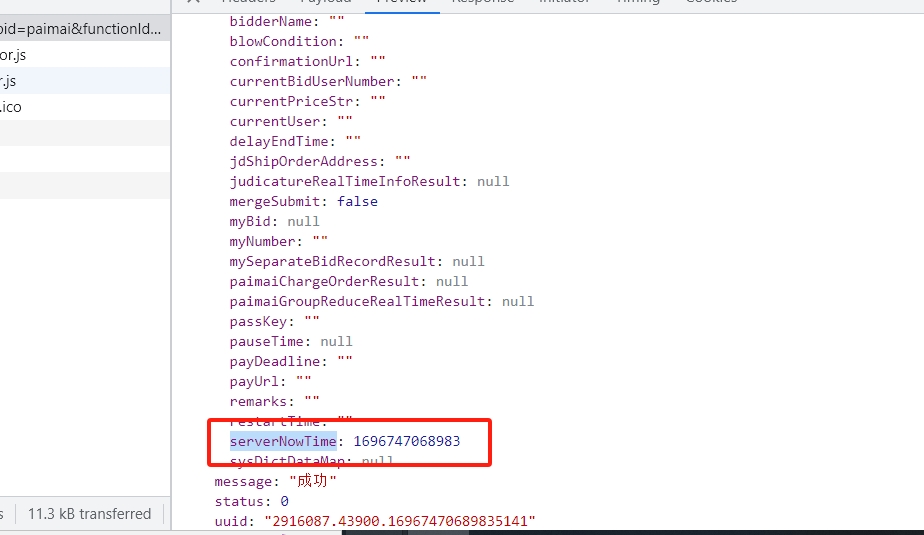 Headers Payload Preview Response Initiator Timing Cookies
bidderName: ""
oid=paimai&functionId...
blowCondition: ""
or.js
confirmationUrl: ""
r.js
currentBidUserNumber: ""
.ico
currentPriceStr: ""
currentUser: ""
delayEndTime: ""
jdShipOrderAddress: ""
judicatureRealTimeInfoResult: null
mergeSubmit: false
myBid: null
myNumber: ""
mySeparateBidRecordResult: null
paimaiChargeOrderResult: null
paimaiGroupReduceRealTimeResult: null
passKey: ""
pauseTime: null
payDeadline: ""
payUrl: ""
remarks: ""
restartTime: ""
serverNowTime: 1696747068983
sysDictDataMap: null
message: "成功"
status: 0
s 11.3 kB transferred
uuid: "2916087.43900.16967470689835141"